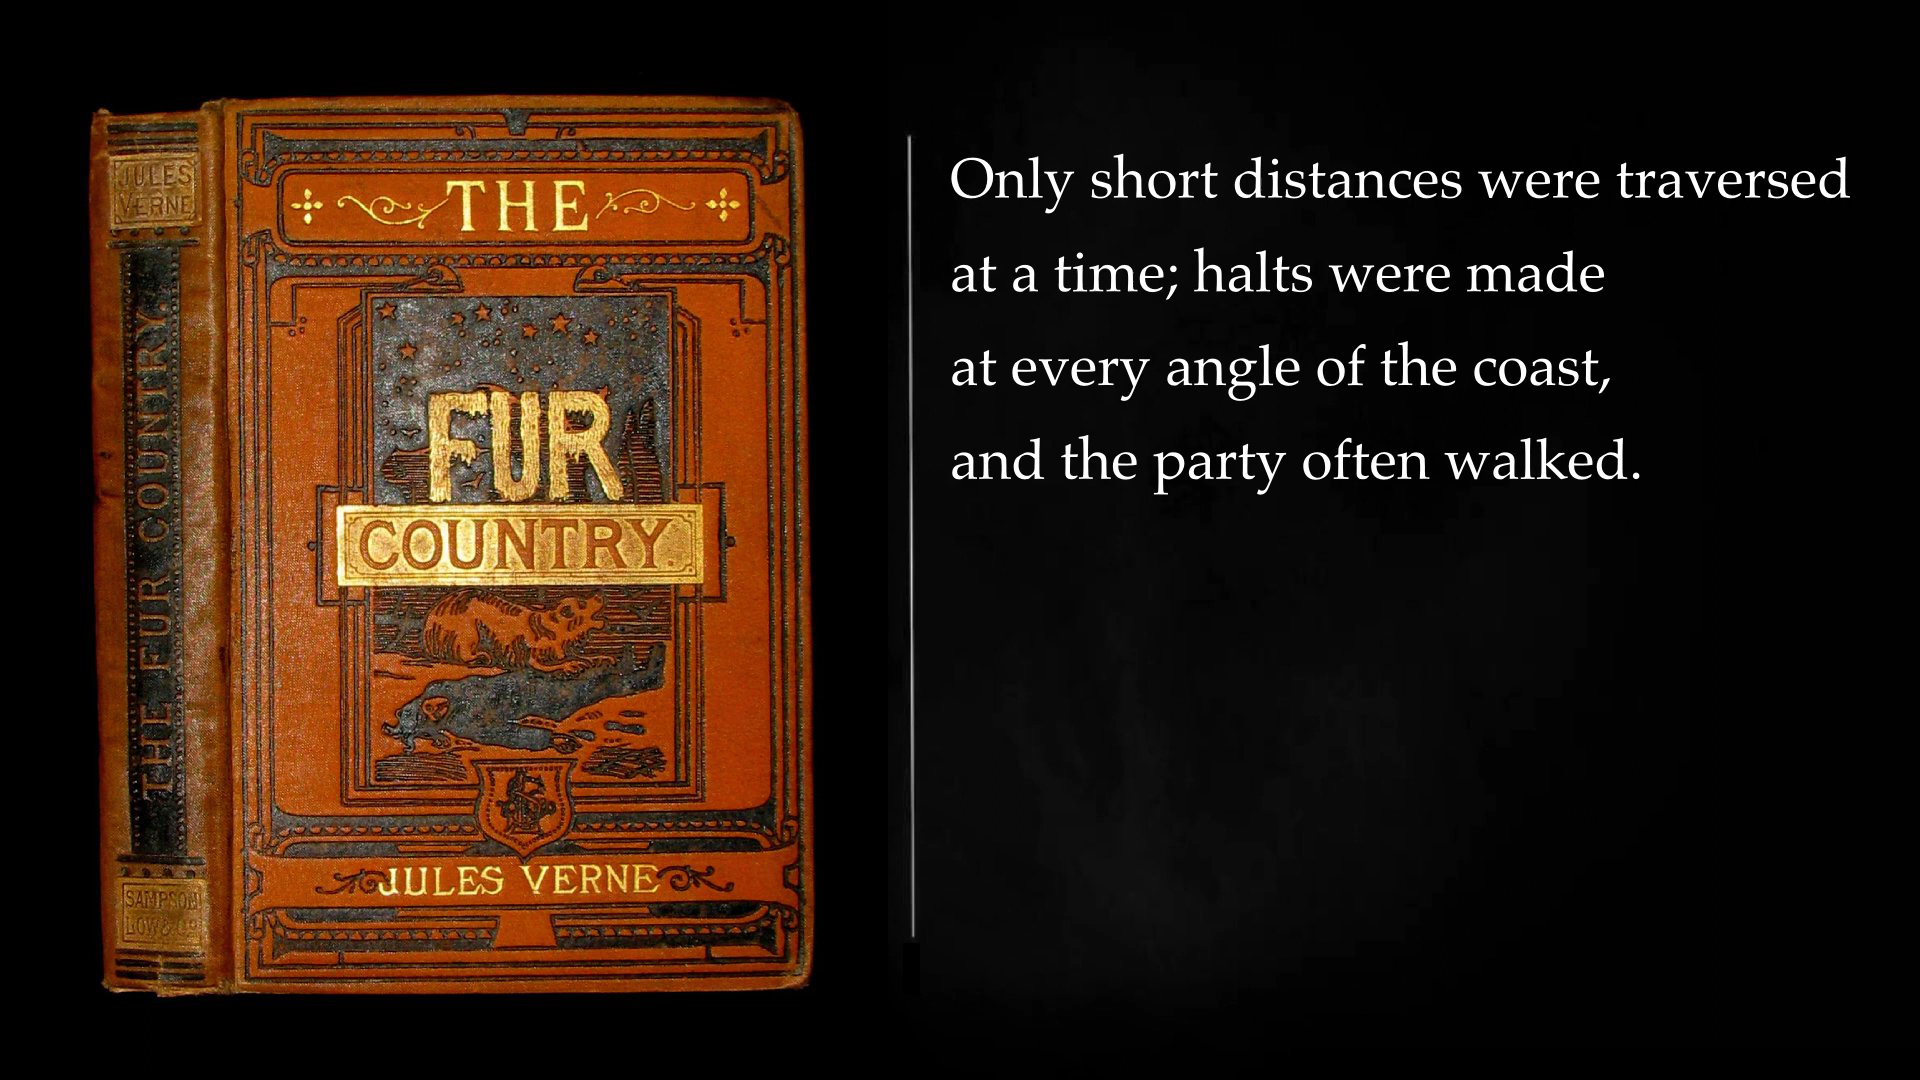 JULES
VERNE
THE FUR COUNTRY.
SAMPSON
LOW & Co
THE
FUR
COUNTRY.
JULES VERNE
Only short distances were traversed
at a time; halts were made
at every angle of the coast,
and the party often walked.